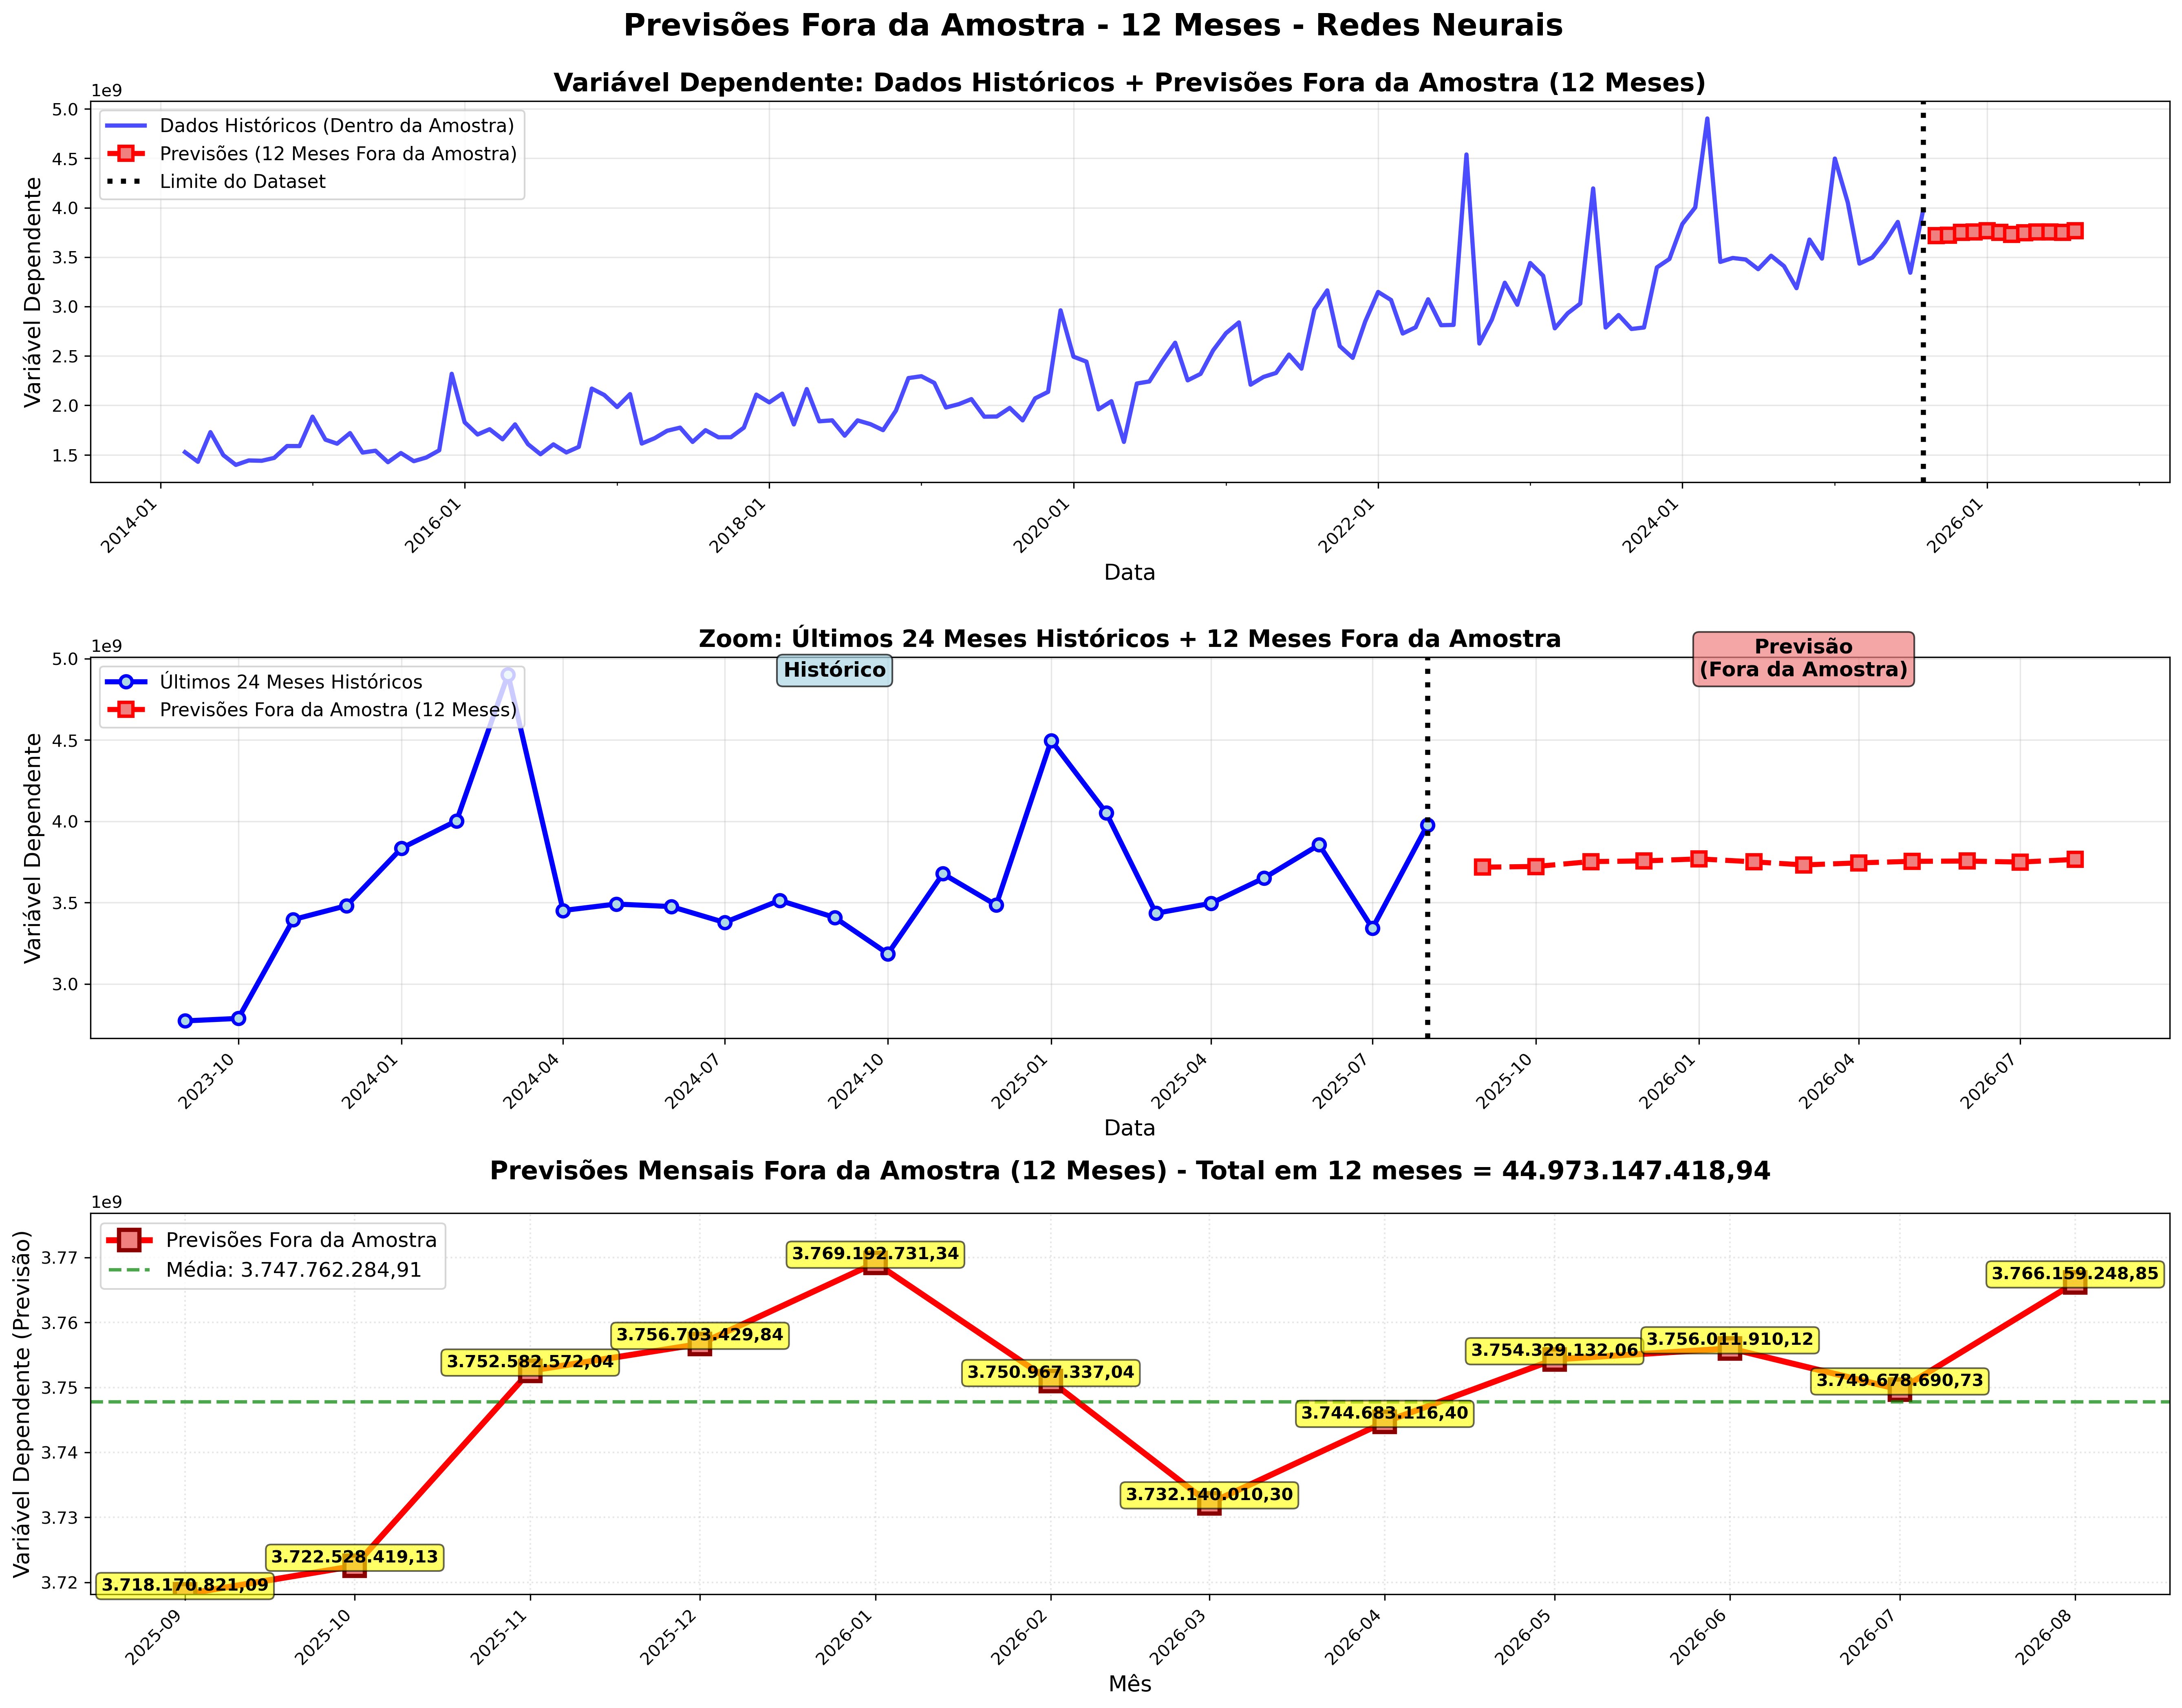 Previsões Fora da Amostra - 12 Meses - Redes Neurais
Variável Dependente: Dados Históricos + Previsões Fora da Amostra (12 Meses)
1e9
Dados Históricos (Dentro da Amostra)
Previsões (12 Meses Fora da Amostra)
Limite do Dataset
Variável Dependente
5.0
4.5
4.0
3.5
3.0
2.5
2.0
1.5
2014-01
2016-01
2018-01
2020-01
2022-01
2024-01
2026-01
Data
Zoom: Últimos 24 Meses Históricos + 12 Meses Fora da Amostra
1e9
Últimos 24 Meses Históricos
Previsões Fora da Amostra (12 Meses)
Histórico
Previsão
(Fora da Amostra)
Variável Dependente
5.0
4.5
4.0
3.5
3.0
2023-10
2024-01
2024-04
2024-07
2024-10
2025-01
2025-04
2025-07
2025-10
2026-01
2026-04
2026-07
Data
Previsões Mensais Fora da Amostra (12 Meses) - Total em 12 meses = 44.973.147.418,94
1e9
Previsões Fora da Amostra
Média: 3.747.762.284,91
Variável Dependente (Previsão)
3.77
3.76
3.75
3.74
3.73
3.72
3.718.170.821,09
3.722.528.419,13
3.752.582.572,04
3.756.703.429,84
3.769.192.731,34
3.750.967.337,04
3.732.140.010,30
3.744.683.116,40
3.754.329.132,06
3.756.011.910,12
3.749.678.690,73
3.766.159.248,85
2025-09
2025-10
2025-11
2025-12
2026-01
2026-02
2026-03
2026-04
2026-05
2026-06
2026-07
2026-08
Mês